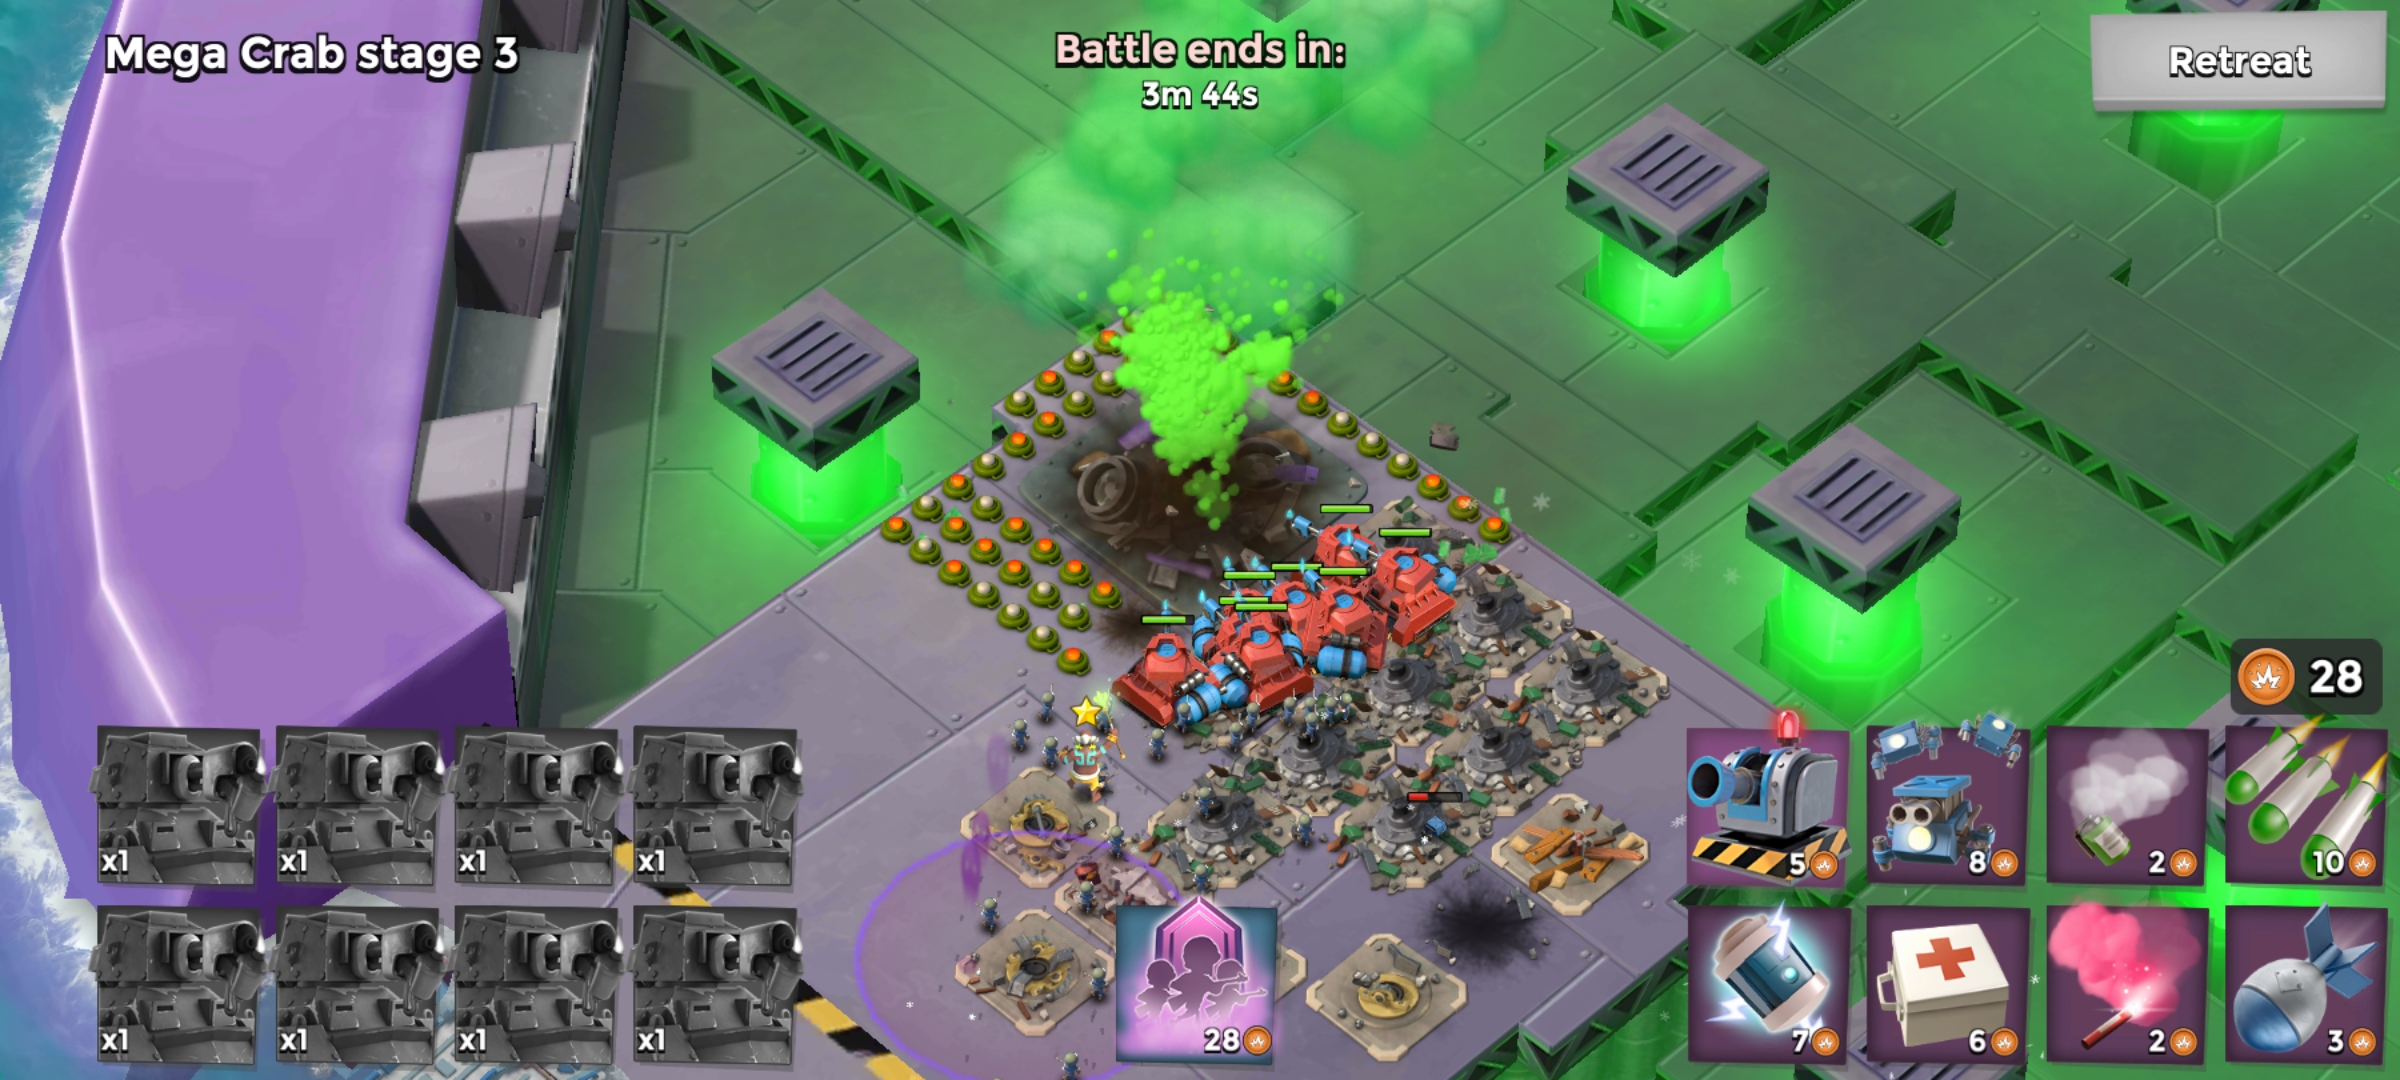 Mega Crab stage 3
Battle ends in:
3m 44s
Retreat
28
x1 x1 x1 x1
5 8 2 10
x1 x1 x1 x1
28
7 6 2 3